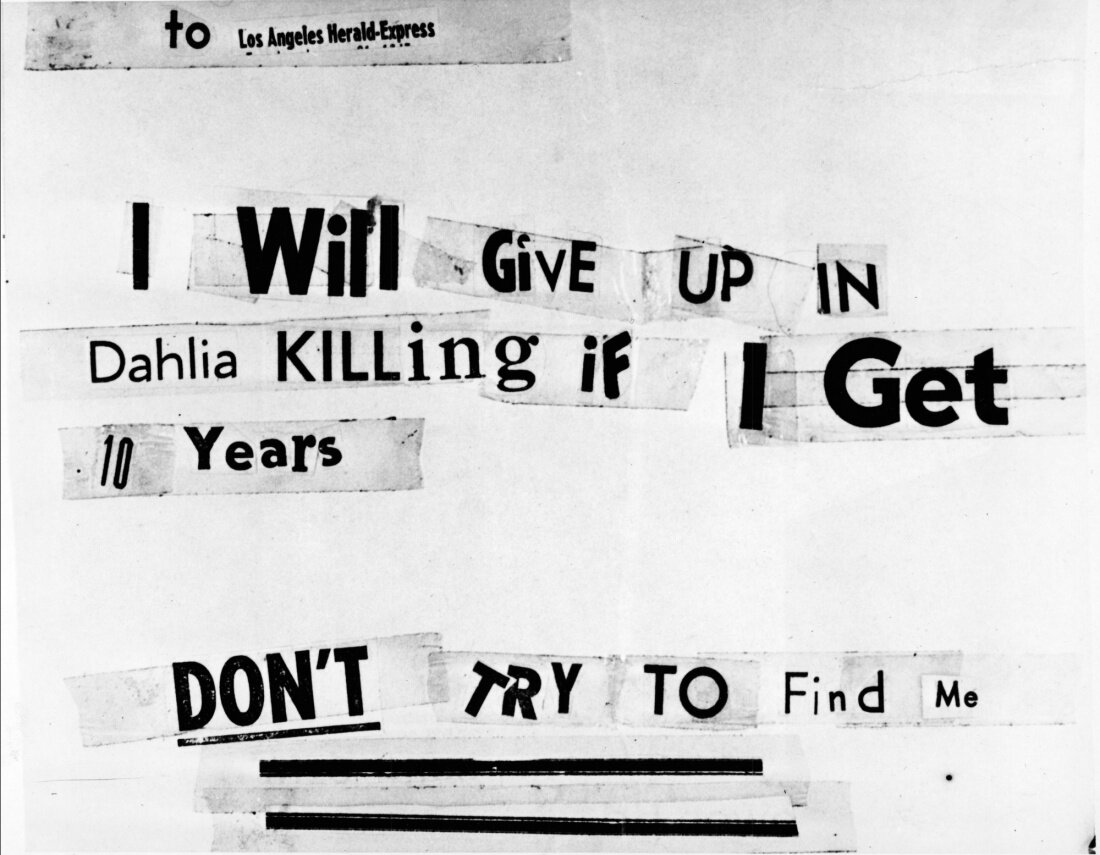 to Los Angeles Herald-Express
I Will GivE UP IN
Dahlia KILLing iF I Get
10 Years
DON'T TRY TO Find Me